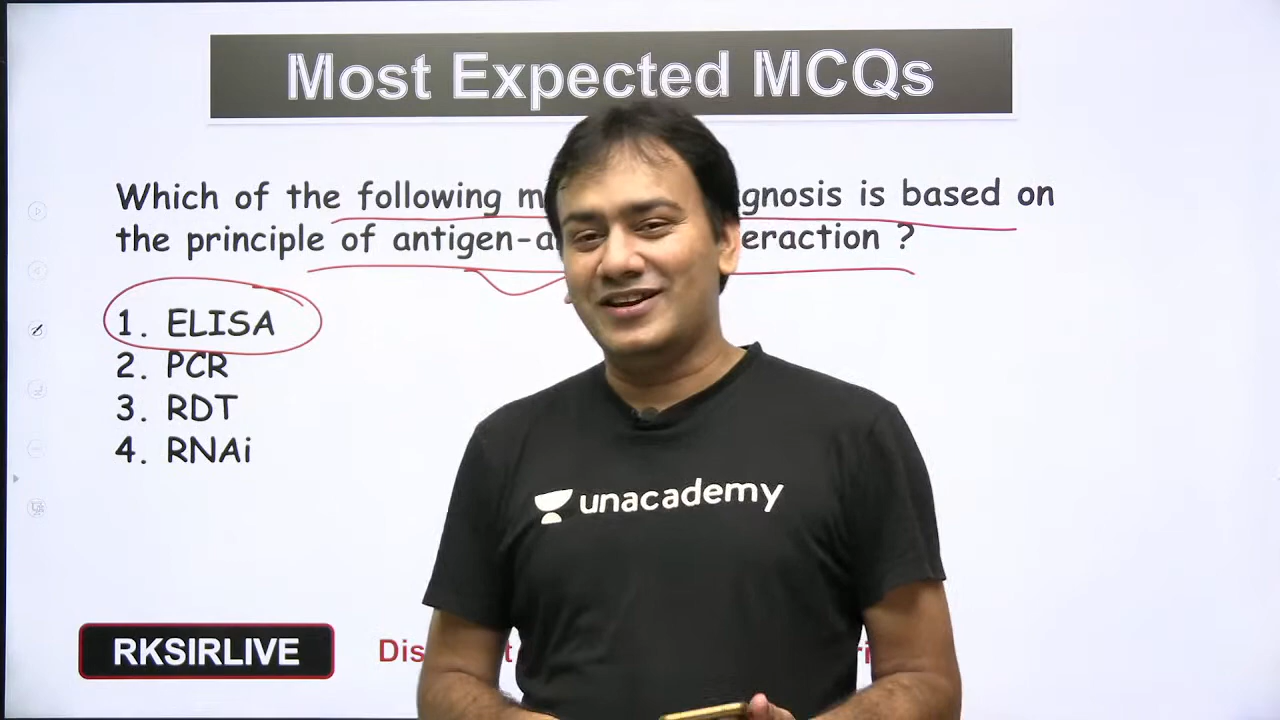 Most Expected MCQs
Which of the following m gnosis is based on
the principle of antigen-a eraction ?
1. ELISA
2. PCR
3. RDT
4. RNAi
unacademy
RKSIRLIVE
Dis